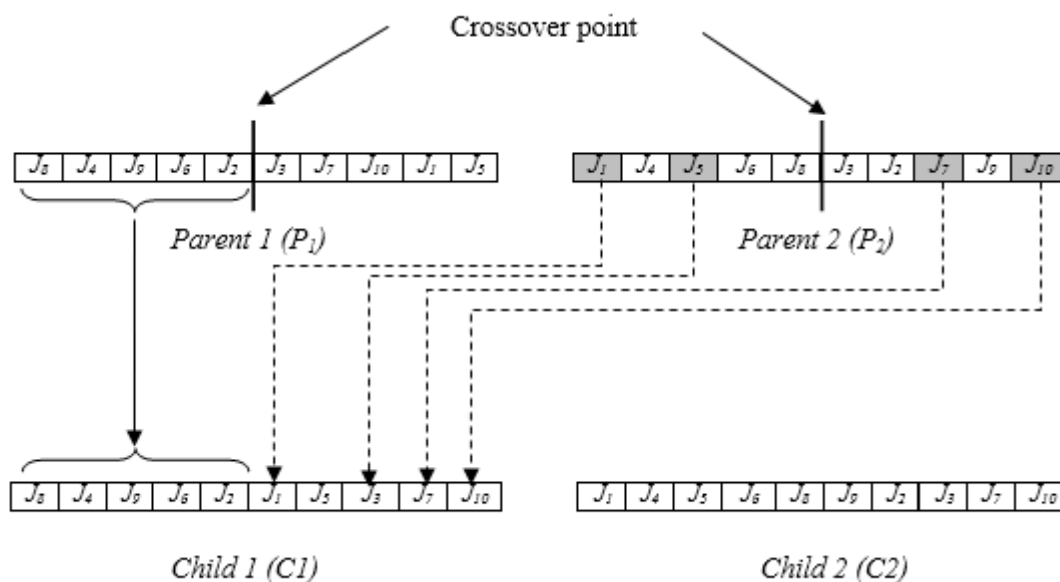 Crossover point
J8 J4 J9 J6 J2 J3 J7 J10 J1 J5
J1 J4 J5 J6 J8 J3 J2 J7 J9 J10
Parent 1 (P1)
Parent 2 (P2)
J8 J4 J9 J6 J2 J1 J5 J3 J7 J10
J1 J4 J5 J6 J8 J9 J2 J3 J7 J10
Child 1 (C1)
Child 2 (C2)